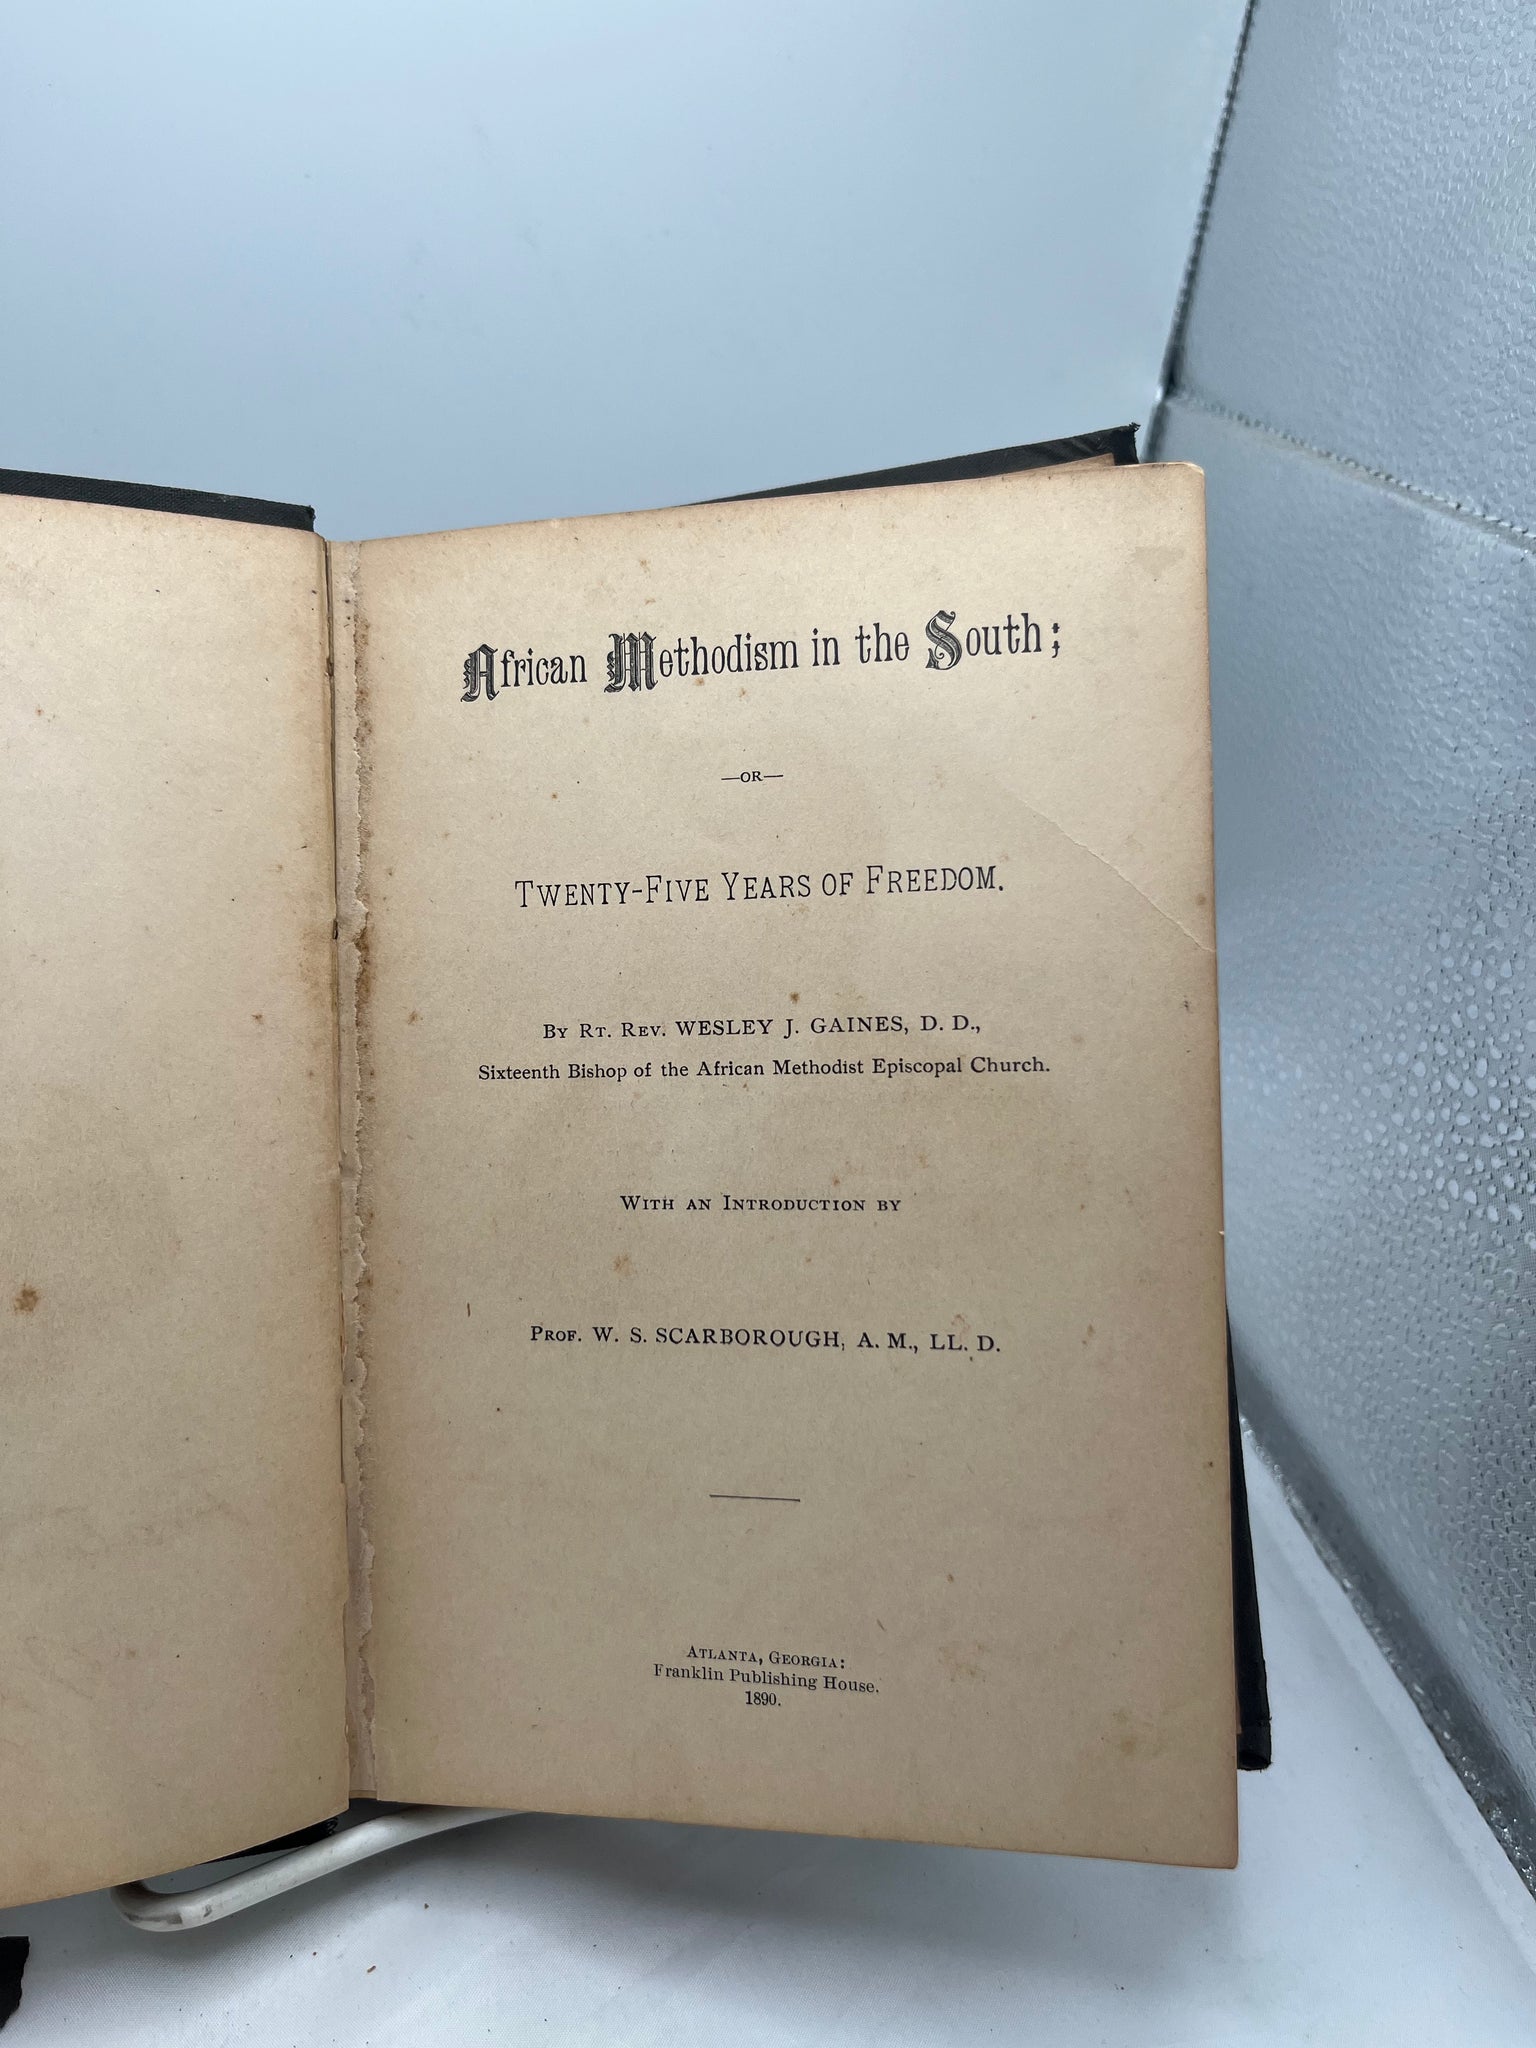 African Methodism in the South;
—OR—
TWENTY-FIVE YEARS OF FREEDOM.
BY RT. REV. WESLEY J. GAINES, D. D.,
Sixteenth Bishop of the African Methodist Episcopal Church.
WITH AN INTRODUCTION BY
PROF. W. S. SCARBOROUGH, A. M., LL. D.
ATLANTA, GEORGIA:
Franklin Publishing House.
1890.